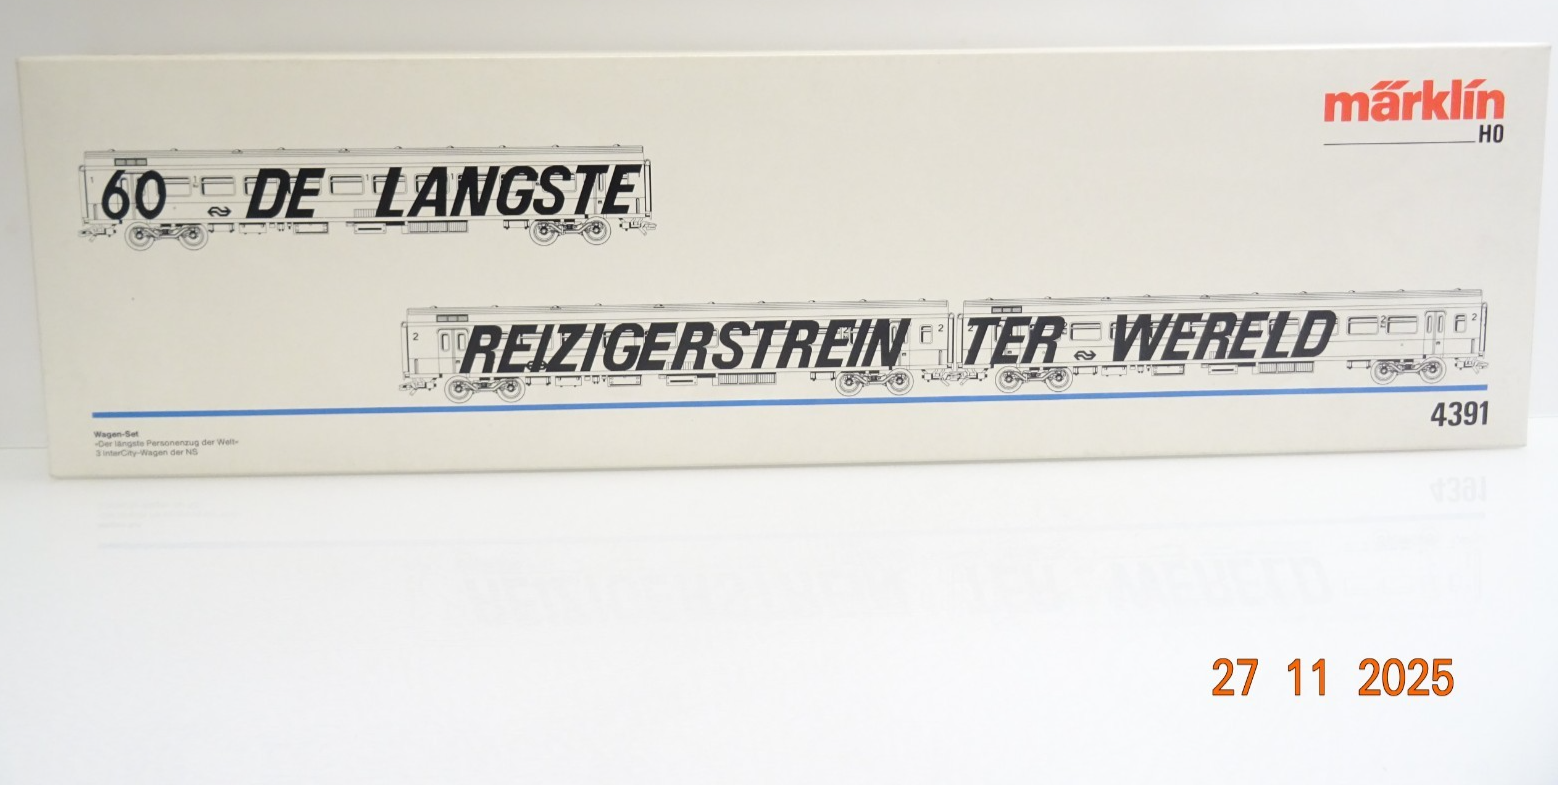 märklin
HO
60 DE LANGSTE
REIZIGERSTREIN TER WERELD
4391
Wagen-Set
»Der längste Personenzug der Welt«
3 InterCity-Wagen der NS
27 11 2025